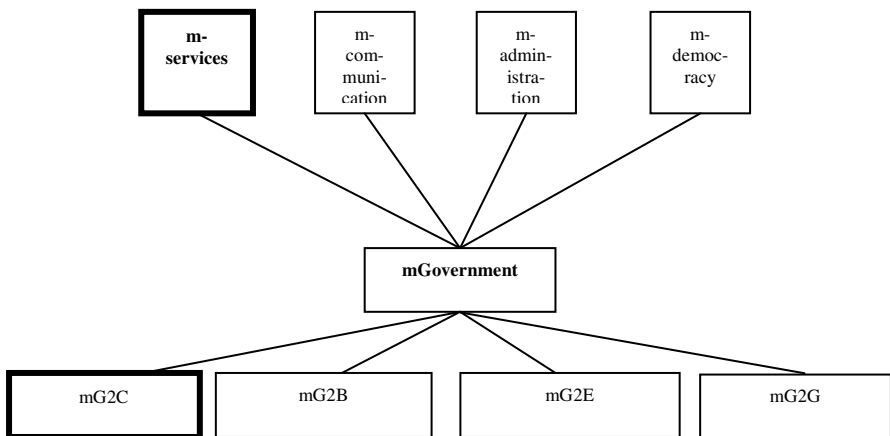 m-
services
m-
com-
muni-
cation
m-
admin-
istra-
tion
m-
democ-
racy
mGovernment
mG2C
mG2B
mG2E
mG2G